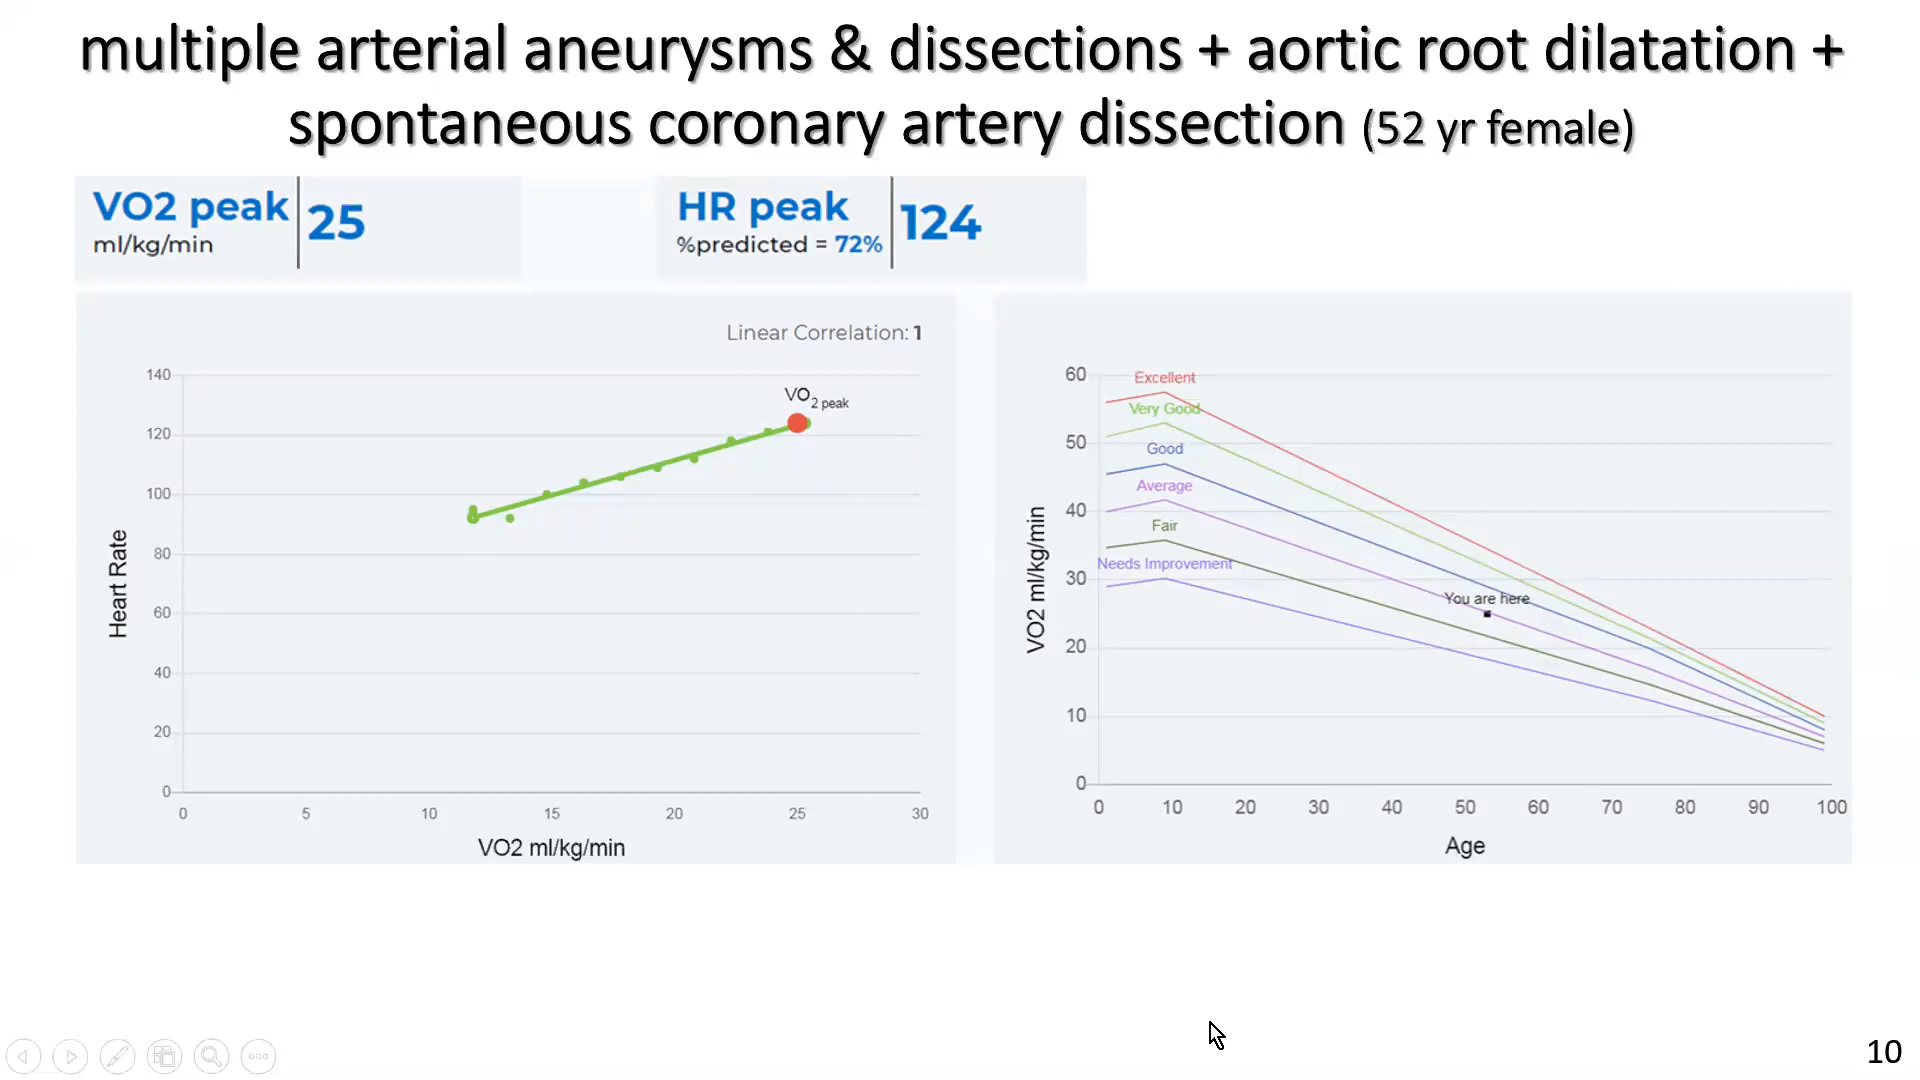 multiple arterial aneurysms & dissections + aortic root dilatation +
spontaneous coronary artery dissection (52 yr female)
VO2 peak
ml/kg/min
25
HR peak
%predicted = 72%
124
Linear Correlation: 1
140
120
100
80
60
40
20
0
Heart Rate
VO2 peak
0 5 10 15 20 25 30
VO2 ml/kg/min
60
50
40
30
20
10
0
VO2 ml/kg/min
Excellent
Very Good
Good
Average
Fair
Needs Improvement
You are here
0 10 20 30 40 50 60 70 80 90 100
Age
10